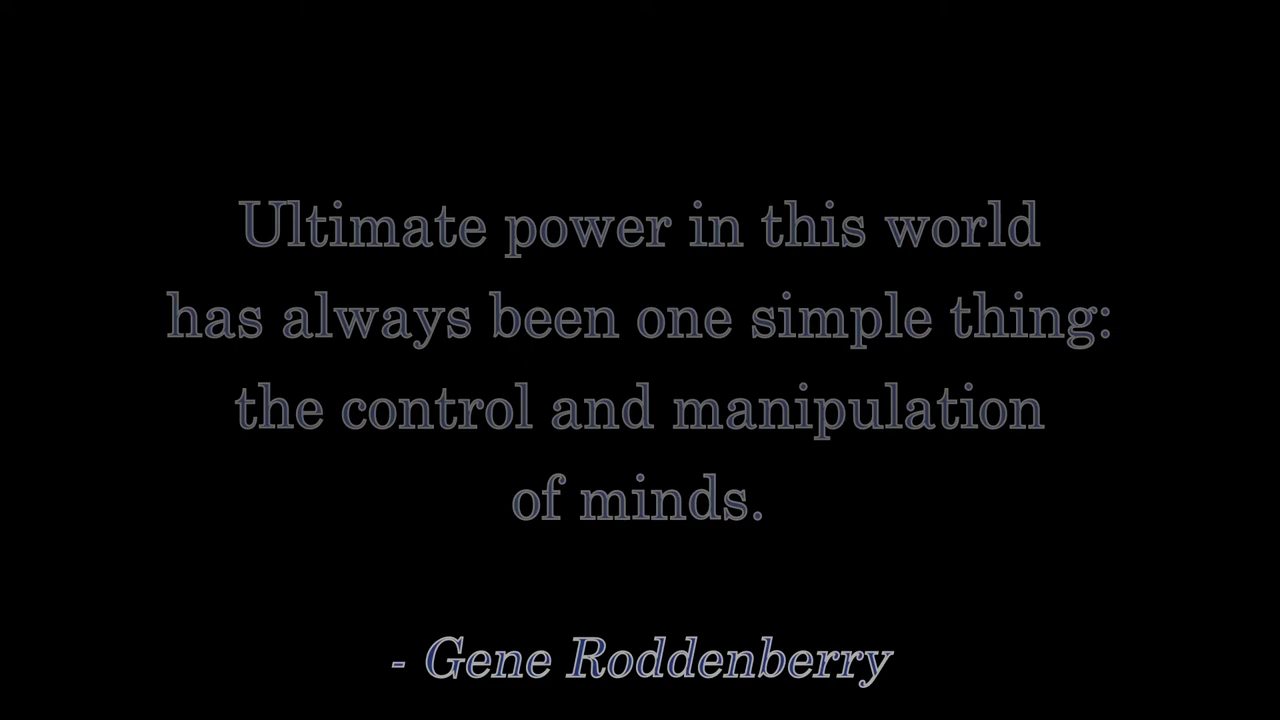 Ultimate power in this world
has always been one simple thing:
the control and manipulation
of minds.
- Gene Roddenberry